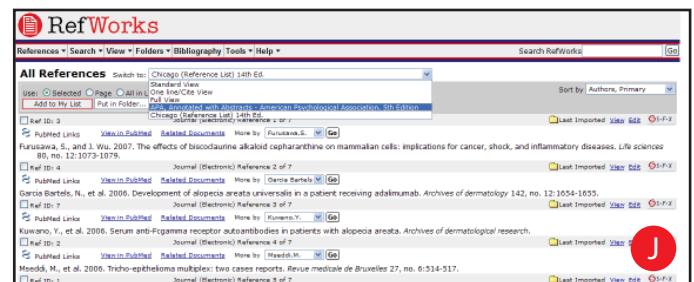 RefWorks
References Search View Folders Bibliography Tools Help Search RefWorks Go
All References Switch to: Chicago (Reference List) 14th Ed.
Standard View
Use: Selected Page All in L One line/Cite View Sort by Authors, Primary
Full View
Add to My List Put in Folder... APA, Annotated with Abstracts - American Psychological Association, 5th Edition
Chicago (Reference List) 14th Ed.
Ref ID: 3 Journal (Electronic) Reference 1 of 7 Last Imported View Edit S-F-X
PubMed Links View in PubMed Related Documents More by Furusawa,S. Go
Furusawa, S., and J. Wu. 2007. The effects of biscodaurine alkaloid cepharanthine on mammalian cells: implications for cancer, shock, and inflammatory diseases. Life sciences
80, no. 12:1073-1079.
Ref ID: 4 Journal (Electronic) Reference 2 of 7 Last Imported View Edit S-F-X
PubMed Links View in PubMed Related Documents More by Garcia Bartels Go
Garcia Bartels, N., et al. 2006. Development of alopecia areata universalis in a patient receiving adalimumab. Archives of dermatology 142, no. 12:1654-1655.
Ref ID: 7 Journal (Electronic) Reference 3 of 7 Last Imported View Edit S-F-X
PubMed Links View in PubMed Related Documents More by Kuwano,Y. Go
Kuwano, Y., et al. 2006. Serum anti-Fcgamma receptor autoantibodies in patients with alopecia areata. Archives of dermatological research.
Ref ID: 2 Journal (Electronic) Reference 4 of 7 Last Imported View Edit S-F-X
PubMed Links View in PubMed Related Documents More by Mseddi,M. Go
Mseddi, M., et al. 2006. Tricho-epithelioma multiplex: two cases reports. Revue medicale de Bruxelles 27, no. 6:514-517.
Ref ID: 1 Journal (Electronic) Reference 5 of 7 Last Imported View Edit S-F-X
J